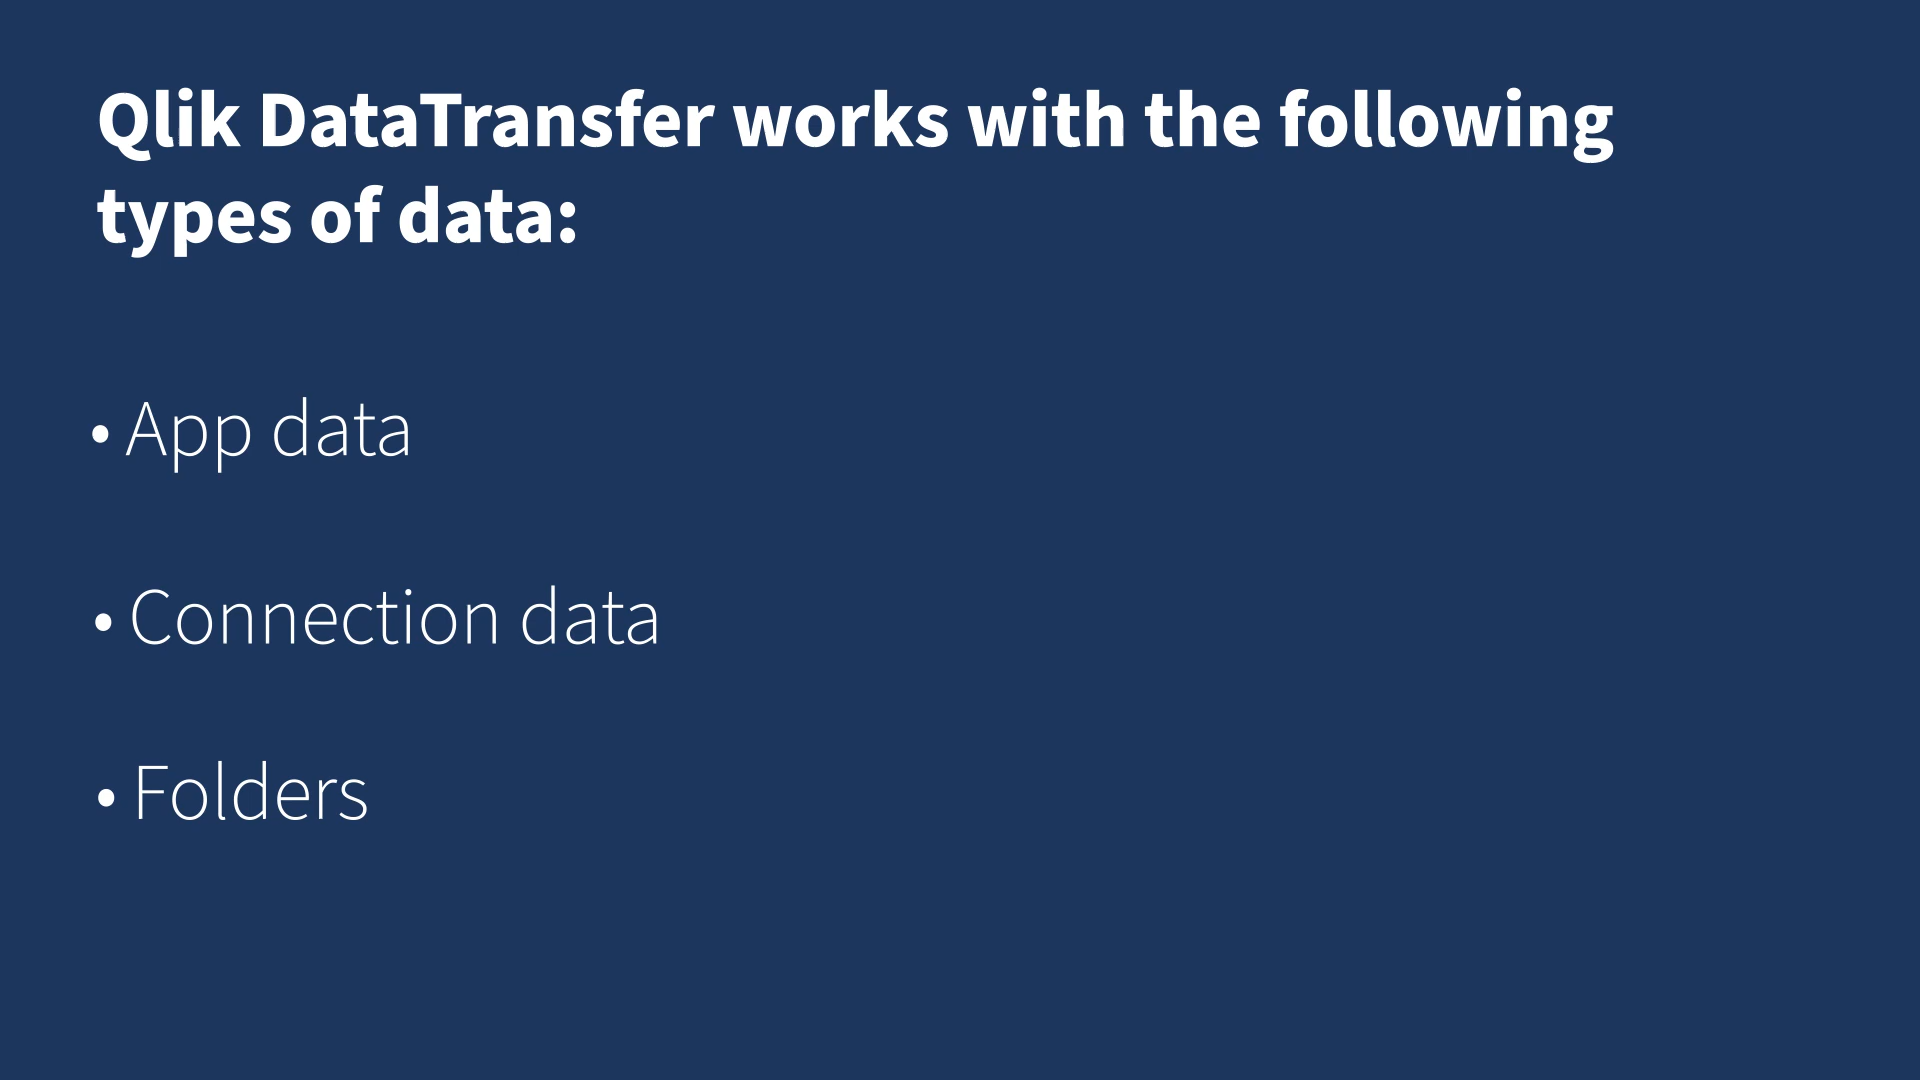 Qlik DataTransfer works with the following
types of data:
• App data
• Connection data
• Folders